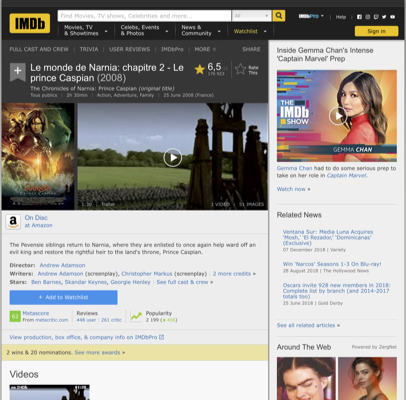 IMDb
Find Movies, TV shows, Celebrities and more...
All
IMDbPro
Help
Movies, TV
& Showtimes
Celebs, Events
& Photos
News &
Community
Watchlist
Sign in
FULL CAST AND CREW | TRIVIA | USER REVIEWS | IMDbPro | MORE
SHARE
Le monde de Narnia: chapitre 2 - Le
prince Caspian (2008)
6,5
Rate
This
The Chronicles of Narnia: Prince Caspian (original title)
Tous publics | 2h 30min | Action, Adventure, Family | 25 June 2008 (France)
Trailer
1 VIDEO | 51 IMAGES
On Disc
at Amazon
The Pevensie siblings return to Narnia, where they are enlisted to once again help ward off an
evil king and restore the rightful heir to the land's throne, Prince Caspian.
Director: Andrew Adamson
Writers: Andrew Adamson (screenplay), Christopher Markus (screenplay) | 2 more credits »
Stars: Ben Barnes, Skandar Keynes, Georgie Henley | See full cast & crew »
+ Add to Watchlist
62
Metascore
From metacritic.com
Reviews
448 user | 261 critic
Popularity
2 199
View production, box office, & company info on IMDbPro
2 wins & 20 nominations. See more awards »
Videos
Inside Gemma Chan's Intense
'Captain Marvel' Prep
THE
IMDb
SHOW
GEMMA CHAN
Gemma Chan had to do some serious prep to
take on her role in Captain Marvel.
Watch now »
Related News
Ventana Sur: Media Luna Acquires
'Mosh,' 'El Rezador,' 'Dominicanas'
(Exclusive)
07 December 2018 | Variety
Win 'Narcos' Seasons 1-3 On Blu-ray!
28 August 2018 | The Hollywood News
Oscars invite 928 new members in 2018:
Complete list by branch (and 2014-2017
totals too)
25 June 2018 | Gold Derby
See all related articles »
Around The Web
Powered by ZergNet